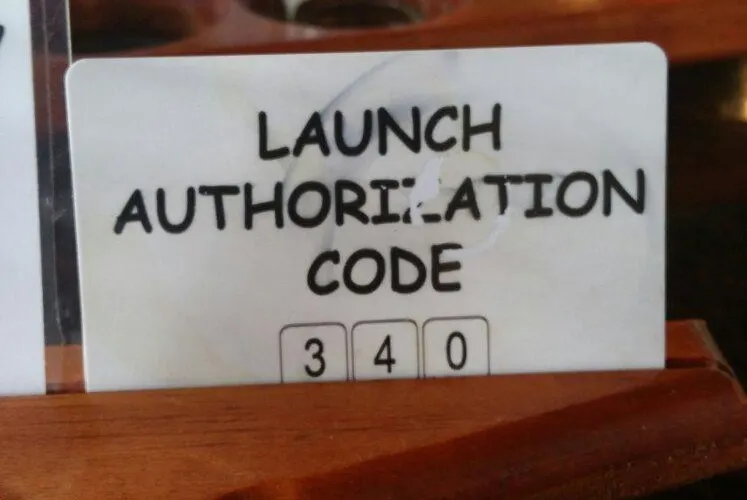 LAUNCH
AUTHORIZATION
CODE
3 4 0